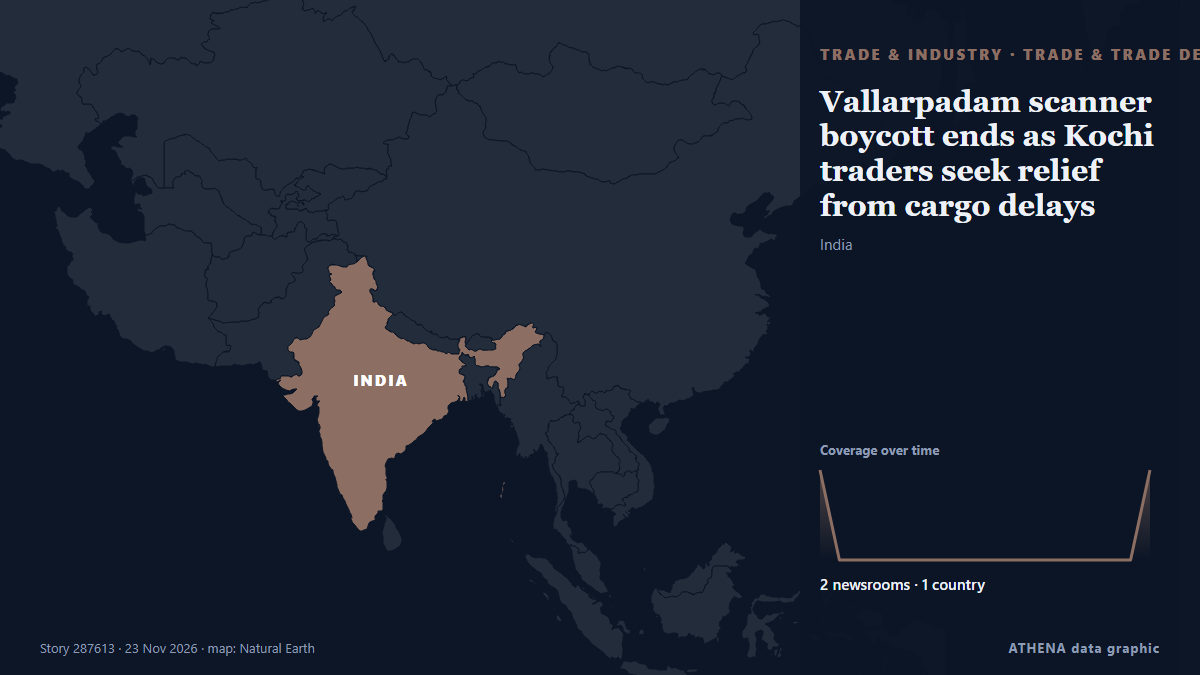 TRADE & INDUSTRY · TRADE & TRADE DE
Vallarpadam scanner
boycott ends as Kochi
traders seek relief
from cargo delays
India
INDIA
Coverage over time
2 newsrooms · 1 country
Story 287613 · 23 Nov 2026 · map: Natural Earth
ATHENA data graphic